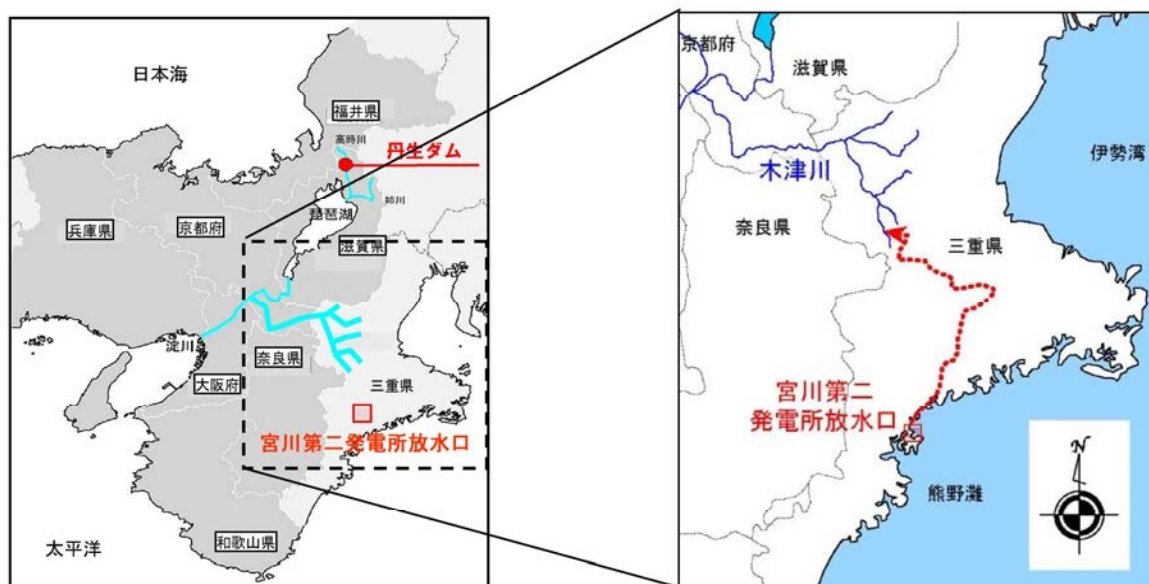 日本海
福井県
高時川
丹生ダム
姉川
琵琶湖
兵庫県
京都府
滋賀県
淀川
大阪府
奈良県
三重県
宮川第二発電所放水口
和歌山県
太平洋
京都府
滋賀県
伊勢湾
木津川
奈良県
三重県
宮川第二
発電所放水口
熊野灘
N